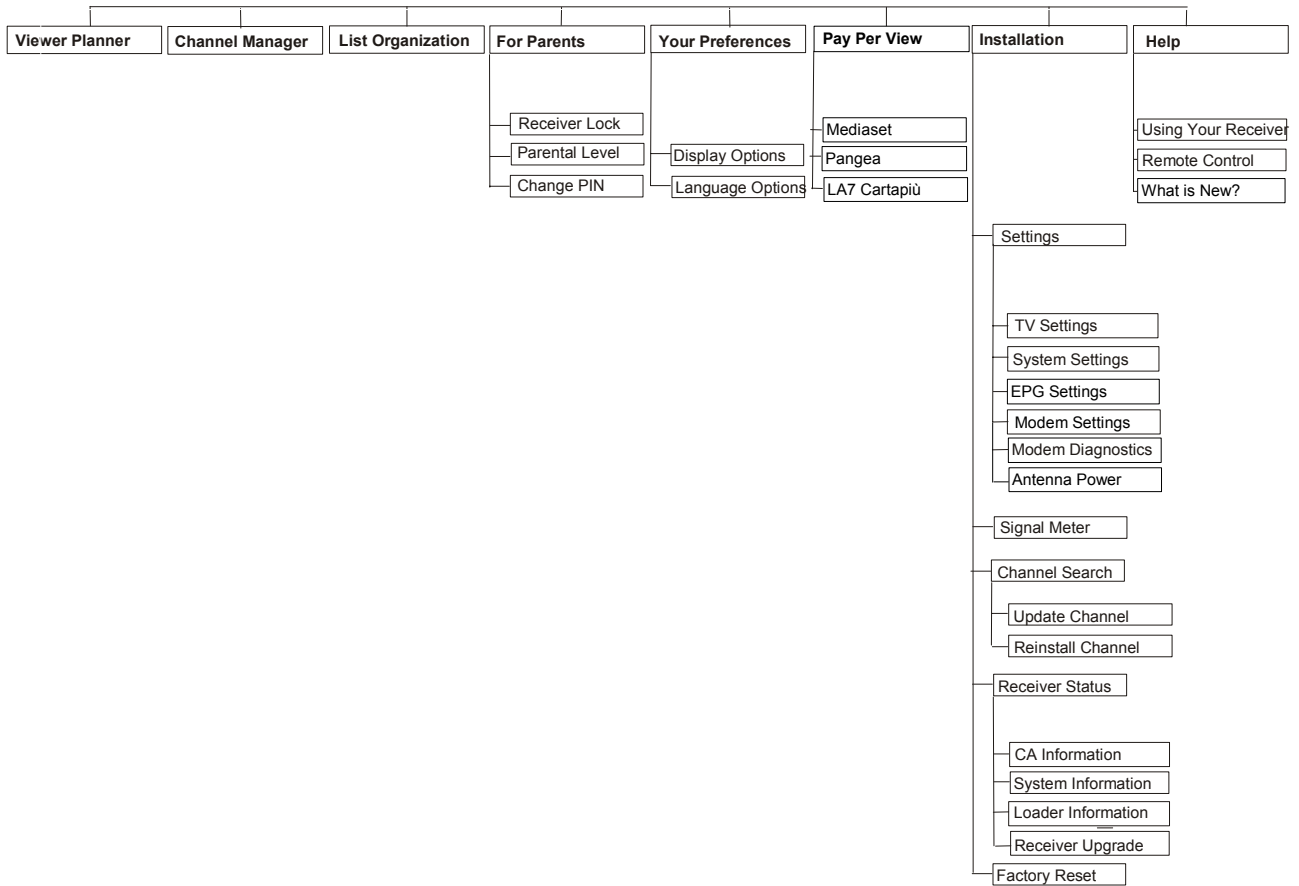 Viewer Planner
Channel Manager
List Organization
For Parents
Your Preferences
Pay Per View
Installation
Help
Receiver Lock
Parental Level
Change PIN
Display Options
Language Options
Mediaset
Pangea
LA7 Cartapiù
Using Your Receiver
Remote Control
What is New?
Settings
TV Settings
System Settings
EPG Settings
Modem Settings
Modem Diagnostics
Antenna Power
Signal Meter
Channel Search
Update Channel
Reinstall Channel
Receiver Status
CA Information
System Information
Loader Information
Receiver Upgrade
Factory Reset